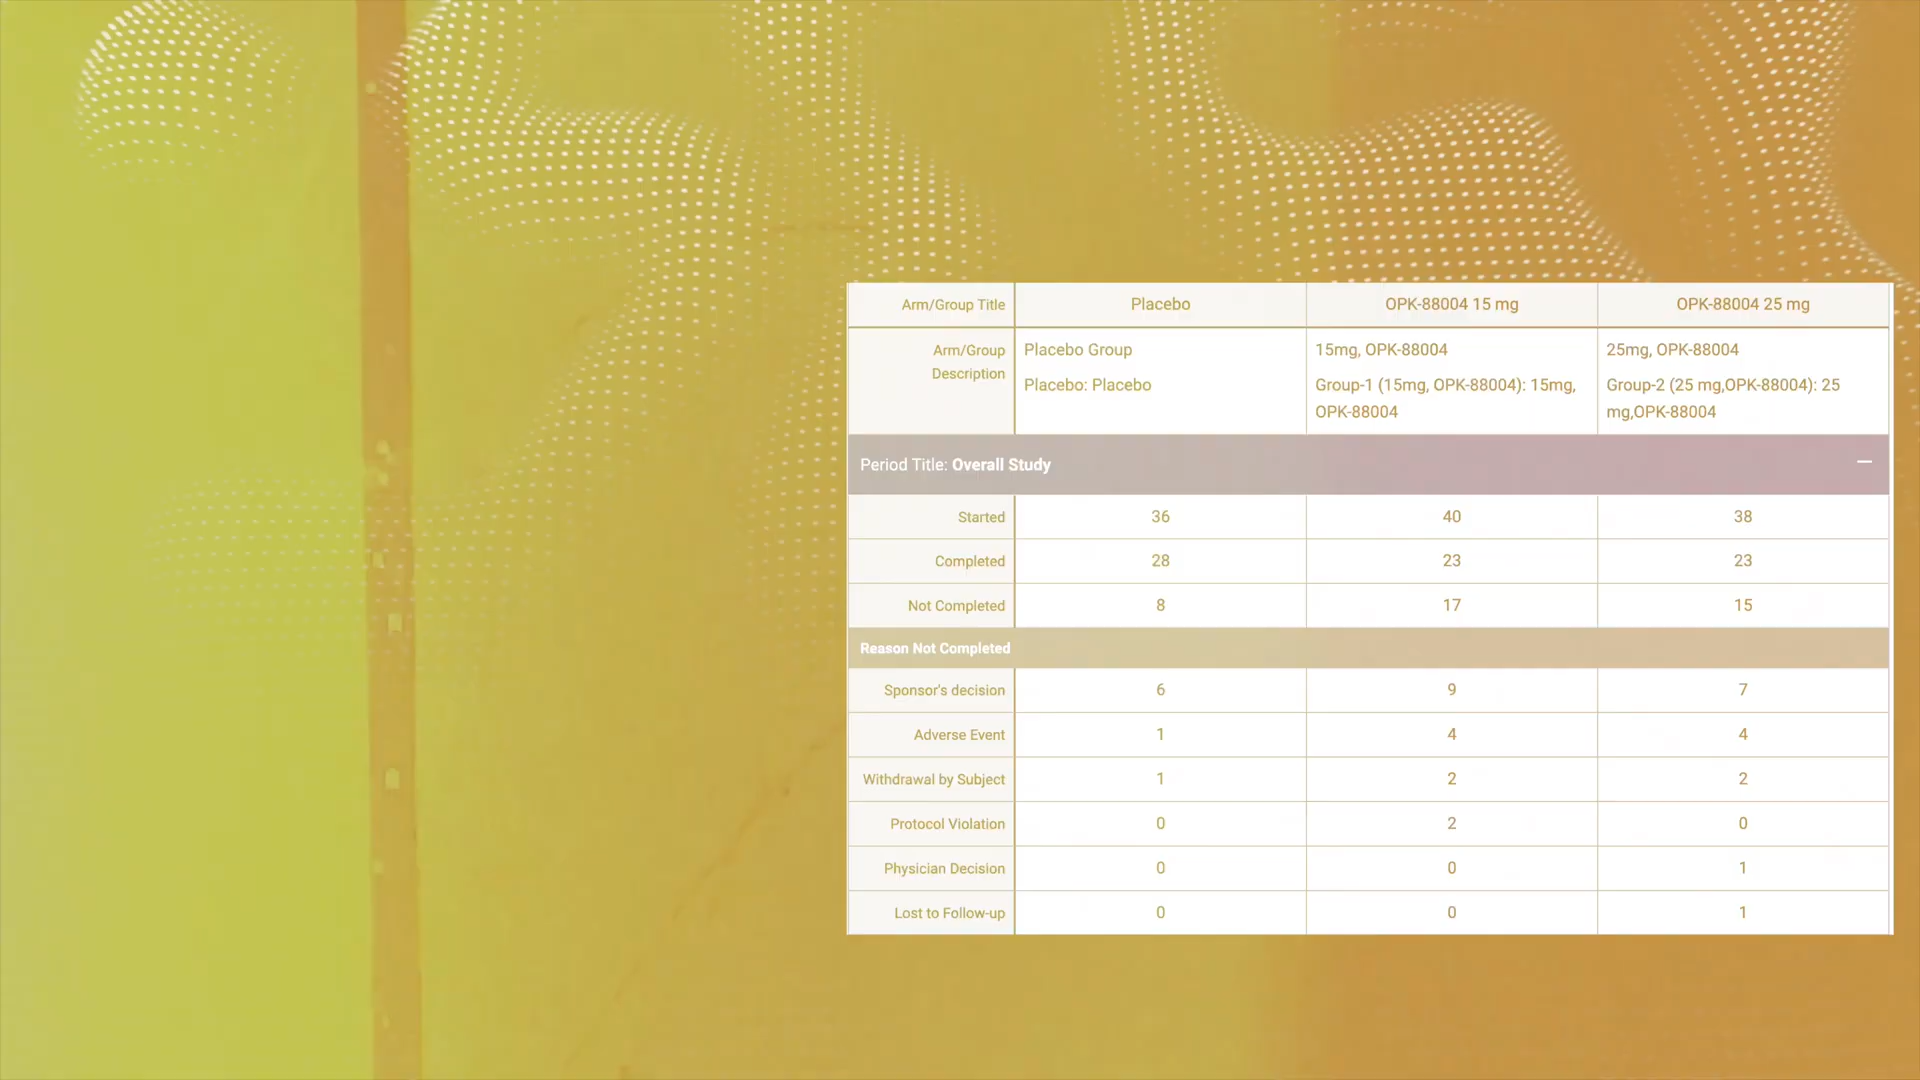 Arm/Group Title Placebo OPK-88004 15 mg OPK-88004 25 mg
Arm/Group Description
Placebo Group
Placebo: Placebo
15mg, OPK-88004
Group-1 (15mg, OPK-88004): 15mg,
OPK-88004
25mg, OPK-88004
Group-2 (25 mg,OPK-88004): 25
mg,OPK-88004
Period Title: Overall Study —
Started 36 40 38
Completed 28 23 23
Not Completed 8 17 15
Reason Not Completed
Sponsor's decision 6 9 7
Adverse Event 1 4 4
Withdrawal by Subject 1 2 2
Protocol Violation 0 2 0
Physician Decision 0 0 1
Lost to Follow-up 0 0 1